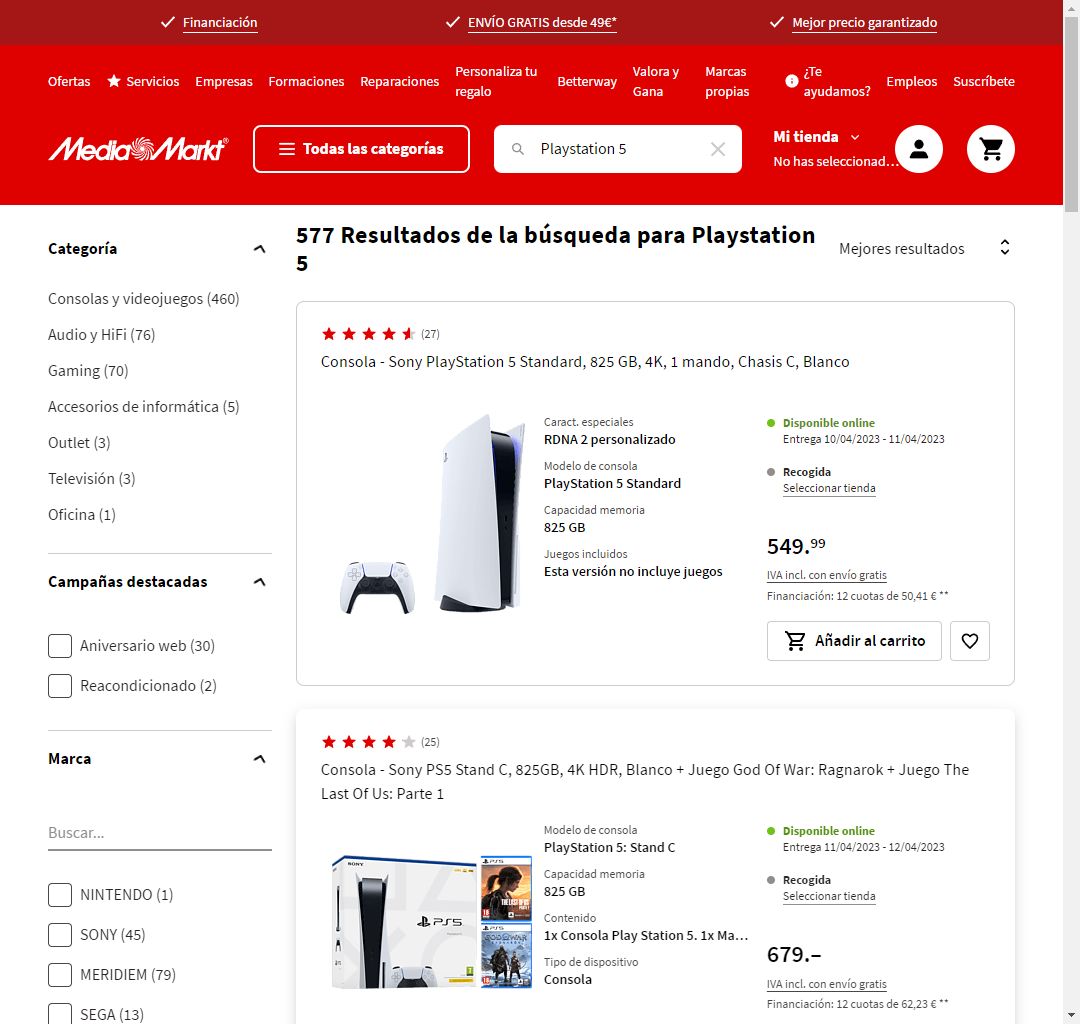 Financiación
ENVÍO GRATIS desde 49€*
Mejor precio garantizado
Ofertas
Servicios
Empresas
Formaciones
Reparaciones
Personaliza tu
regalo
Betterway
Valora y
Gana
Marcas
propias
¿Te
ayudamos?
Empleos
Suscríbete
MediaMarkt
Todas las categorías
Playstation 5
Mi tienda
No has seleccionad...
Categoría
Consolas y videojuegos (460)
Audio y HiFi (76)
Gaming (70)
Accesorios de informática (5)
Outlet (3)
Televisión (3)
Oficina (1)
Campañas destacadas
Aniversario web (30)
Reacondicionado (2)
Marca
Buscar...
NINTENDO (1)
SONY (45)
MERIDIEM (79)
SEGA (13)
577 Resultados de la búsqueda para Playstation
5
Mejores resultados
(27)
Consola - Sony PlayStation 5 Standard, 825 GB, 4K, 1 mando, Chasis C, Blanco
Caract. especiales
RDNA 2 personalizado
Modelo de consola
PlayStation 5 Standard
Capacidad memoria
825 GB
Juegos incluidos
Esta versión no incluye juegos
Disponible online
Entrega 10/04/2023 - 11/04/2023
Recogida
Seleccionar tienda
549.99
IVA incl. con envío gratis
Financiación: 12 cuotas de 50,41 € **
Añadir al carrito
(25)
Consola - Sony PS5 Stand C, 825GB, 4K HDR, Blanco + Juego God Of War: Ragnarok + Juego The
Last Of Us: Parte 1
SONY
PS5
PS5
THE LAST OF US
PS5
GOD OF WAR
Modelo de consola
PlayStation 5: Stand C
Capacidad memoria
825 GB
Contenido
1x Consola Play Station 5. 1x Ma...
Tipo de dispositivo
Consola
Disponible online
Entrega 11/04/2023 - 12/04/2023
Recogida
Seleccionar tienda
679.–
IVA incl. con envío gratis
Financiación: 12 cuotas de 62,23 € **